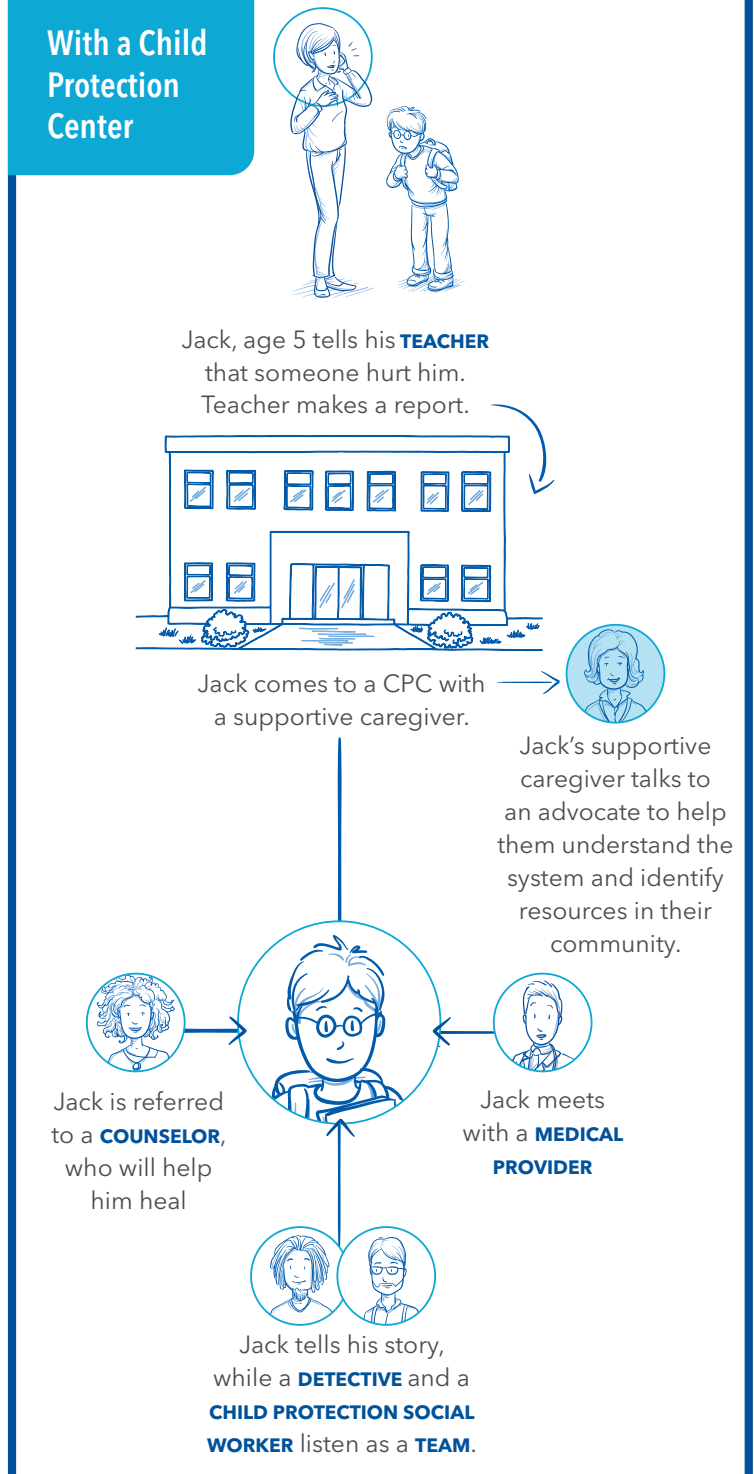 With a Child
Protection
Center
Jack, age 5 tells his TEACHER
that someone hurt him.
Teacher makes a report.
Jack comes to a CPC with
a supportive caregiver.
Jack’s supportive
caregiver talks to
an advocate to help
them understand the
system and identify
resources in their
community.
Jack is referred
to a COUNSELOR,
who will help
him heal
Jack meets
with a MEDICAL
PROVIDER
Jack tells his story,
while a DETECTIVE and a
CHILD PROTECTION SOCIAL
WORKER listen as a TEAM.